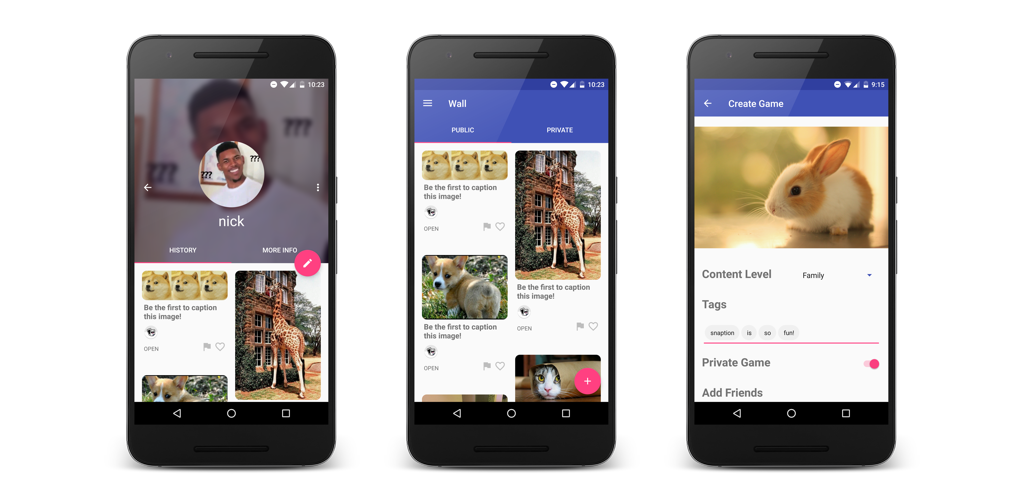 10:23
???
???
???
???
nick
HISTORY
MORE INFO
Be the first to caption
this image!
OPEN
10:23
Wall
PUBLIC
PRIVATE
Be the first to caption
this image!
OPEN
Be the first to caption
this image!
OPEN
Be the first to caption
this image!
OPEN
9:15
Create Game
Content Level
Family
Tags
snaption
is
so
fun!
Private Game
Add Friends